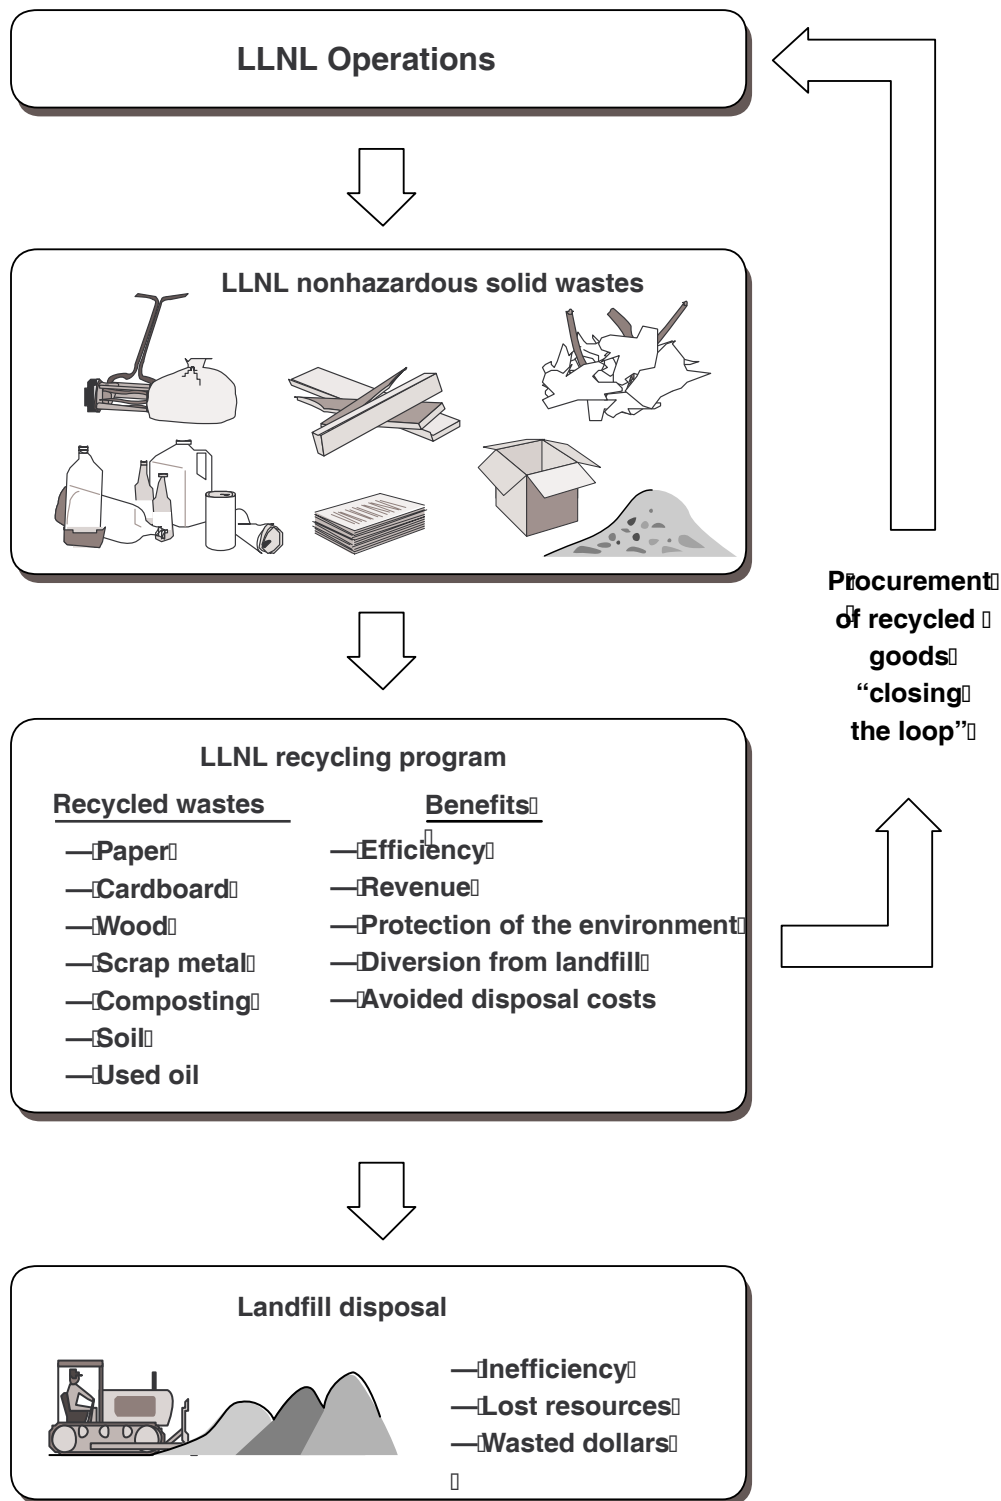 LLNL Operations
LLNL nonhazardous solid wastes
Procurement
of recycled
goods
“closing
the loop”
LLNL recycling program
Recycled wastes
— Paper
— Cardboard
— Wood
— Scrap metal
— Composting
— Soil
— Used oil
Benefits
— Efficiency
— Revenue
— Protection of the environment
— Diversion from landfill
— Avoided disposal costs
Landfill disposal
— Inefficiency
— Lost resources
— Wasted dollars